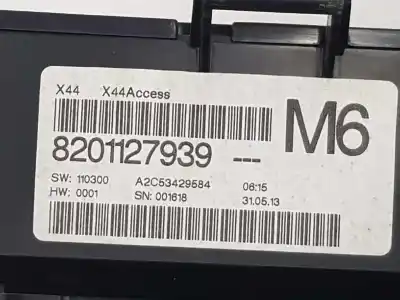 X44 X44Access
M6
8201127939 ---
SW: 110300 A2C53429584 06:15
HW: 0001 SN: 001618 31.05.13